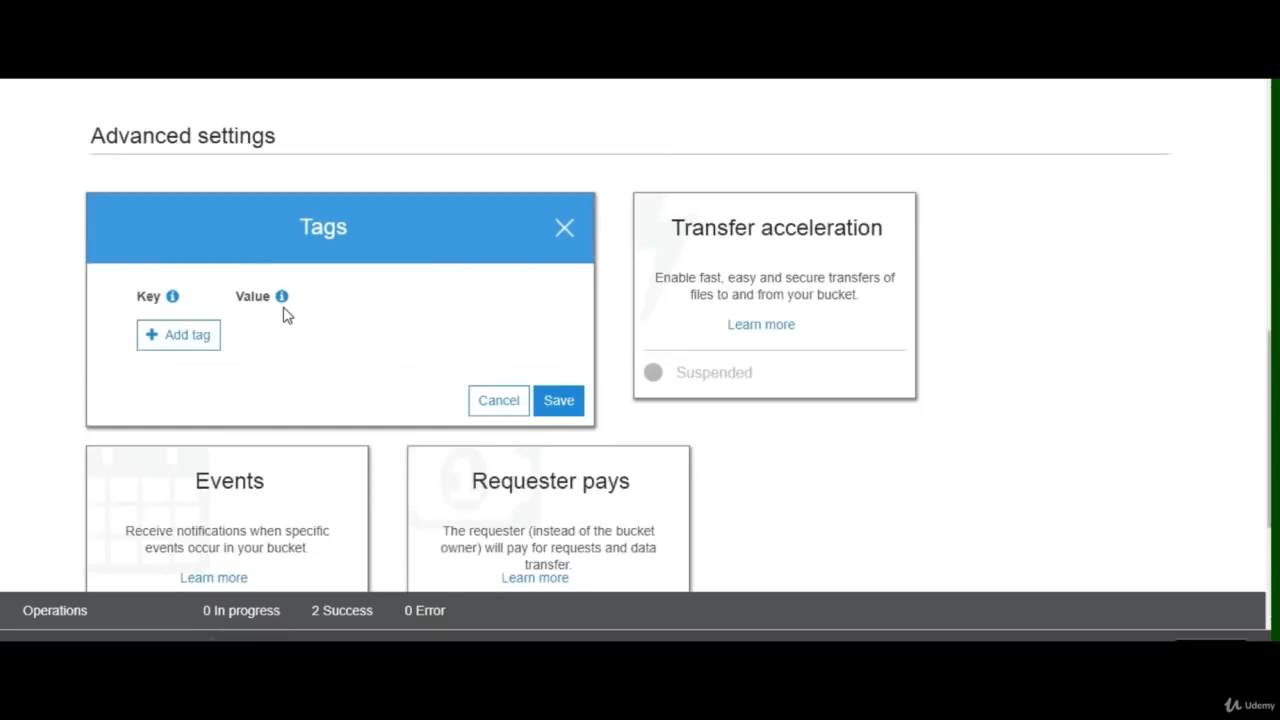 Advanced settings
Tags
Key
Value
+ Add tag
Cancel
Save
Transfer acceleration
Enable fast, easy and secure transfers of
files to and from your bucket.
Learn more
Suspended
Events
Receive notifications when specific
events occur in your bucket.
Learn more
Requester pays
The requester (instead of the bucket
owner) will pay for requests and data
transfer.
Learn more
Operations
0 In progress
2 Success
0 Error
Udemy